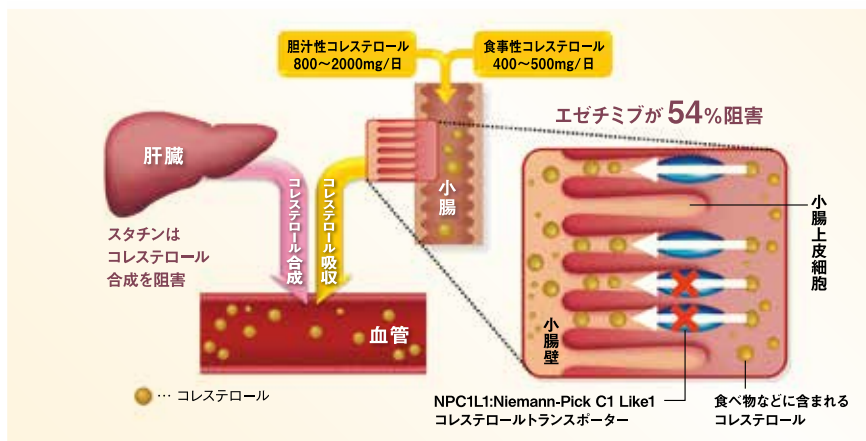 胆汁性コレステロール
800〜2000mg/日
食事性コレステロール
400〜500mg/日
エゼチミブが54%阻害
肝臓
コレステロール合成
コレステロール吸収
小腸
スタチンは
コレステロール
合成を阻害
血管
小腸上皮細胞
小腸壁
… コレステロール
NPC1L1:Niemann-Pick C1 Like1
コレステロールトランスポーター
食べ物などに含まれる
コレステロール